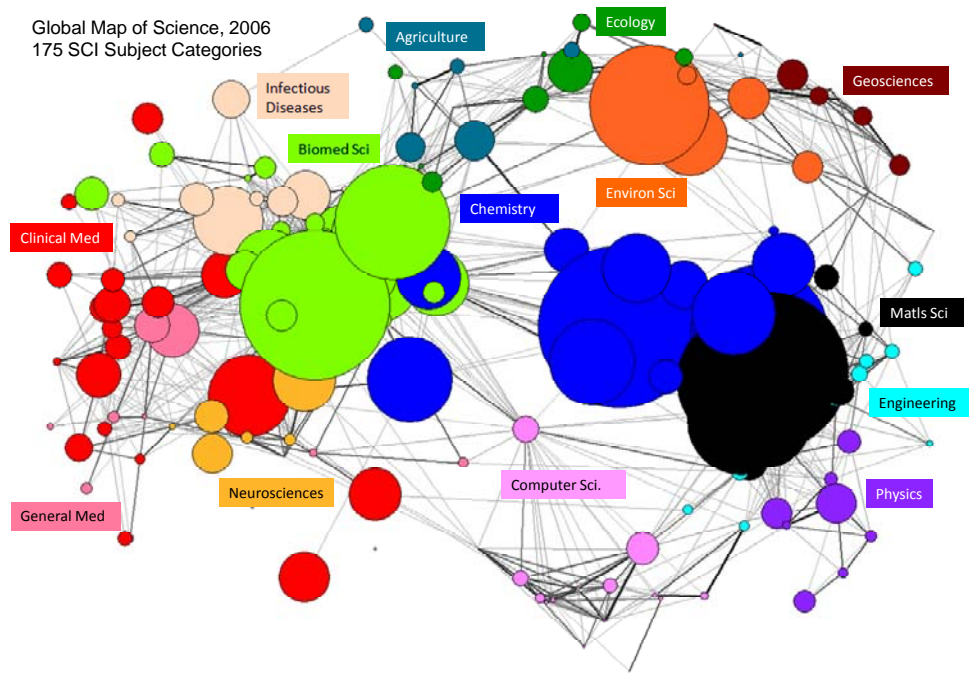 Global Map of Science, 2006
175 SCI Subject Categories
Agriculture
Ecology
Infectious
Diseases
Geosciences
Biomed Sci
Environ Sci
Chemistry
Clinical Med
Matls Sci
Engineering
Neurosciences
Computer Sci.
Physics
General Med